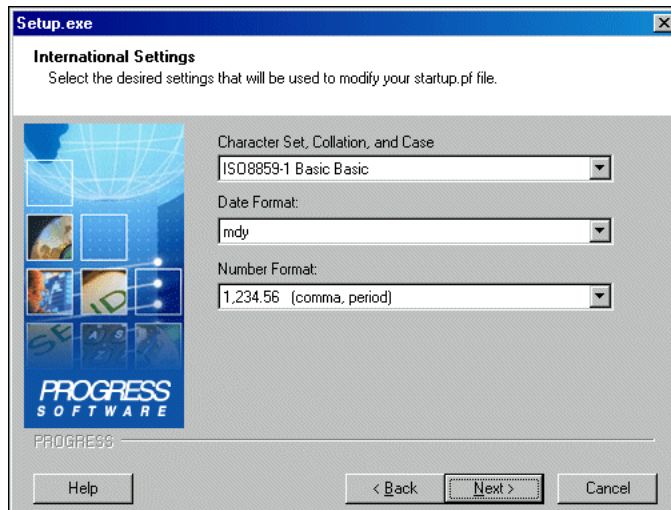 Setup.exe
International Settings
Select the desired settings that will be used to modify your startup.pf file.
Character Set, Collation, and Case
ISO8859-1 Basic Basic
Date Format:
mdy
Number Format:
1,234.56 (comma, period)
PROGRESS
SOFTWARE
PROGRESS
Help
< Back
Next >
Cancel